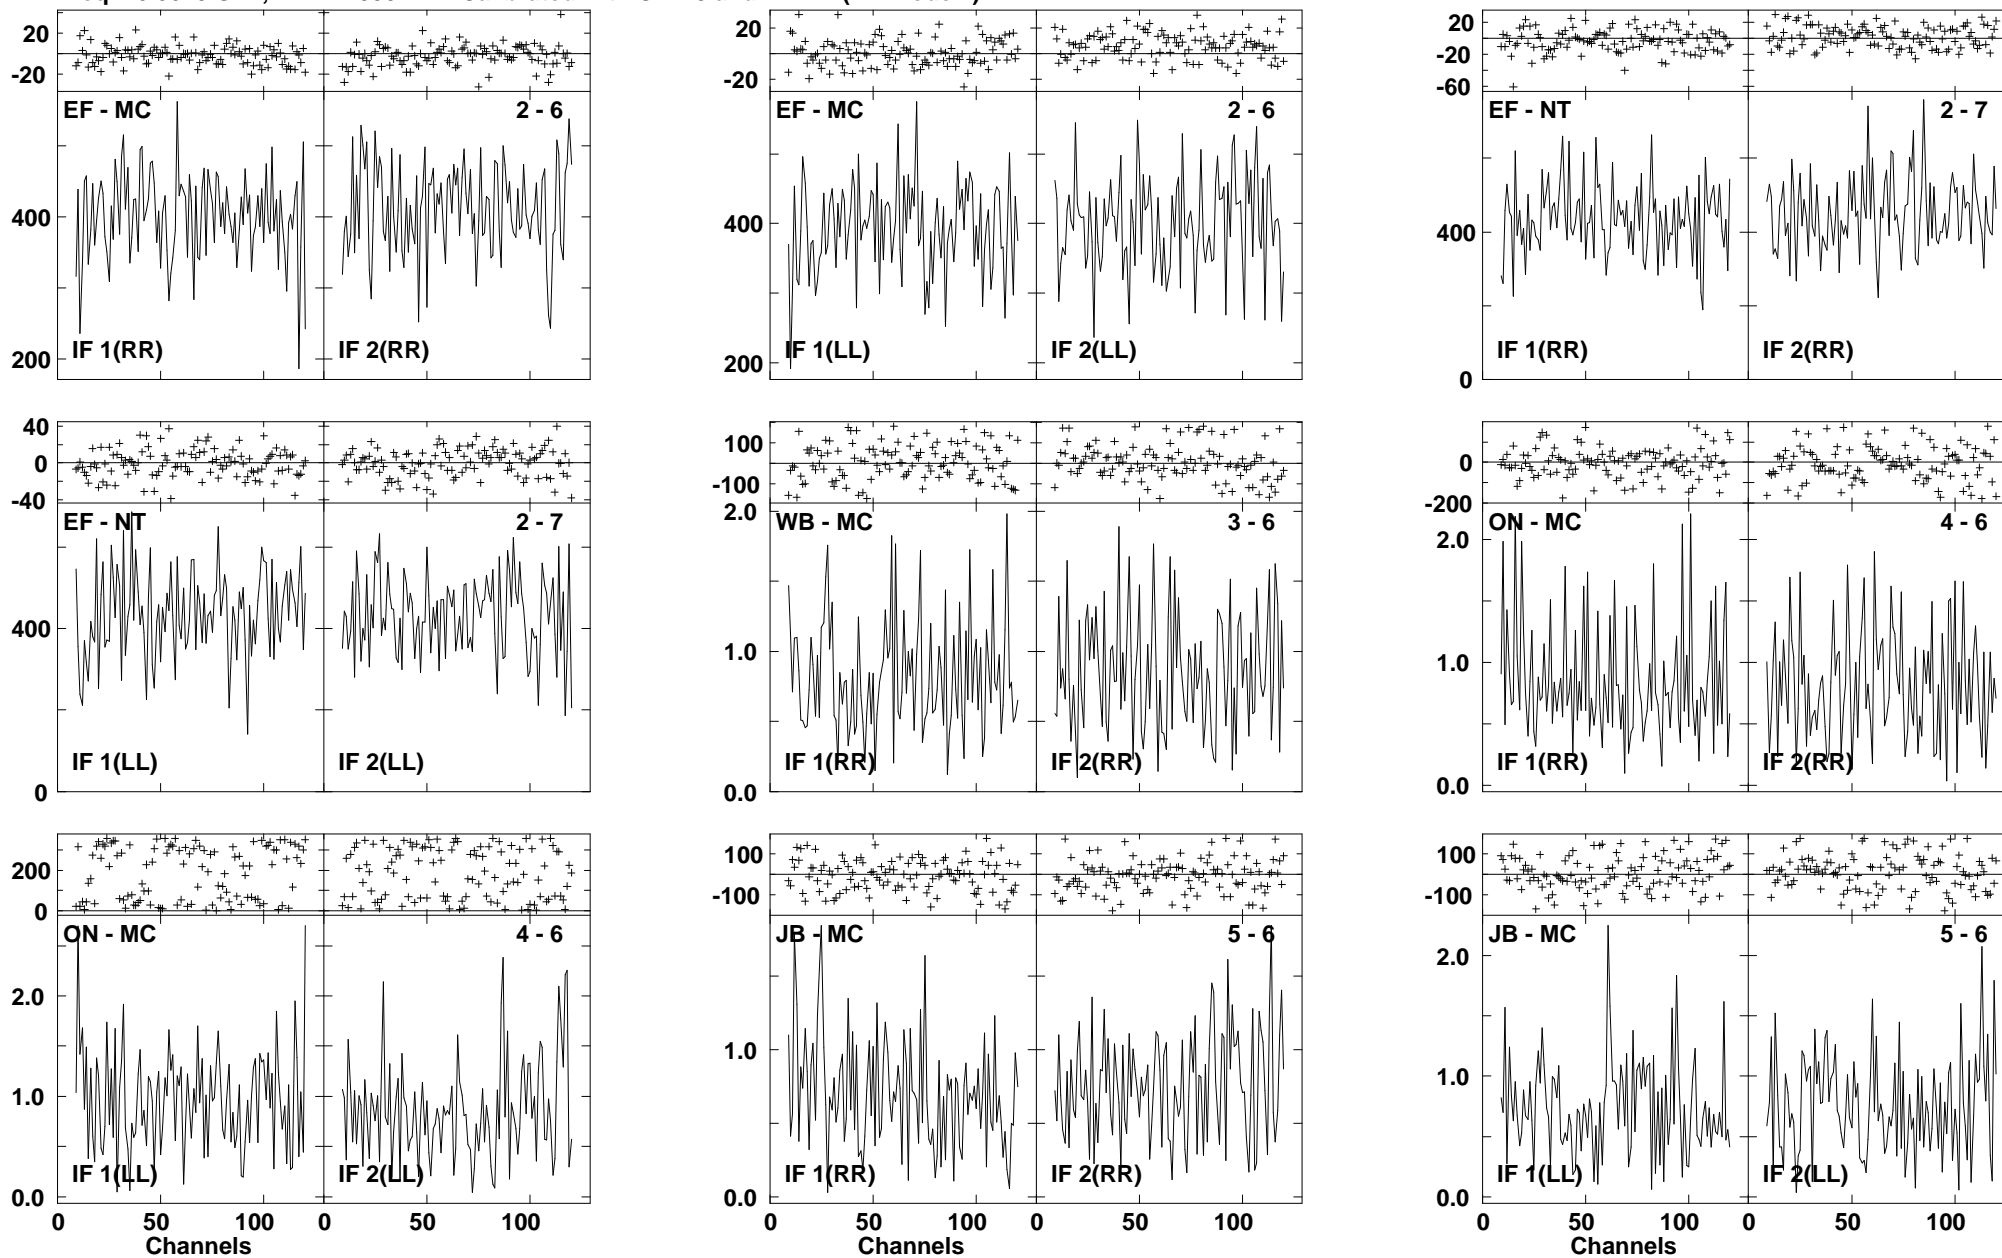 20
-20
EF - MC
2 - 6
400
200
IF 1(RR)
IF 2(RR)
20
-20
EF - MC
2 - 6
400
200
IF 1(LL)
IF 2(LL)
20
-20
-60
EF - NT
2 - 7
400
0
IF 1(RR)
IF 2(RR)
40
0
-40
EF - NT
2 - 7
400
0
IF 1(LL)
IF 2(LL)
100
-100
WB - MC
3 - 6
2.0
1.0
0.0
IF 1(RR)
IF 2(RR)
0
-200
ON - MC
4 - 6
2.0
1.0
0.0
IF 1(RR)
IF 2(RR)
200
0
ON - MC
4 - 6
2.0
1.0
0.0
IF 1(LL)
IF 2(LL)
0 50 100 0 50 100
Channels
100
-100
JB - MC
5 - 6
1.0
0.0
IF 1(RR)
IF 2(RR)
0 50 100 0 50 100
Channels
100
-100
JB - MC
5 - 6
2.0
1.0
0.0
IF 1(LL)
IF 2(LL)
0 50 100 0 50 100
Channels